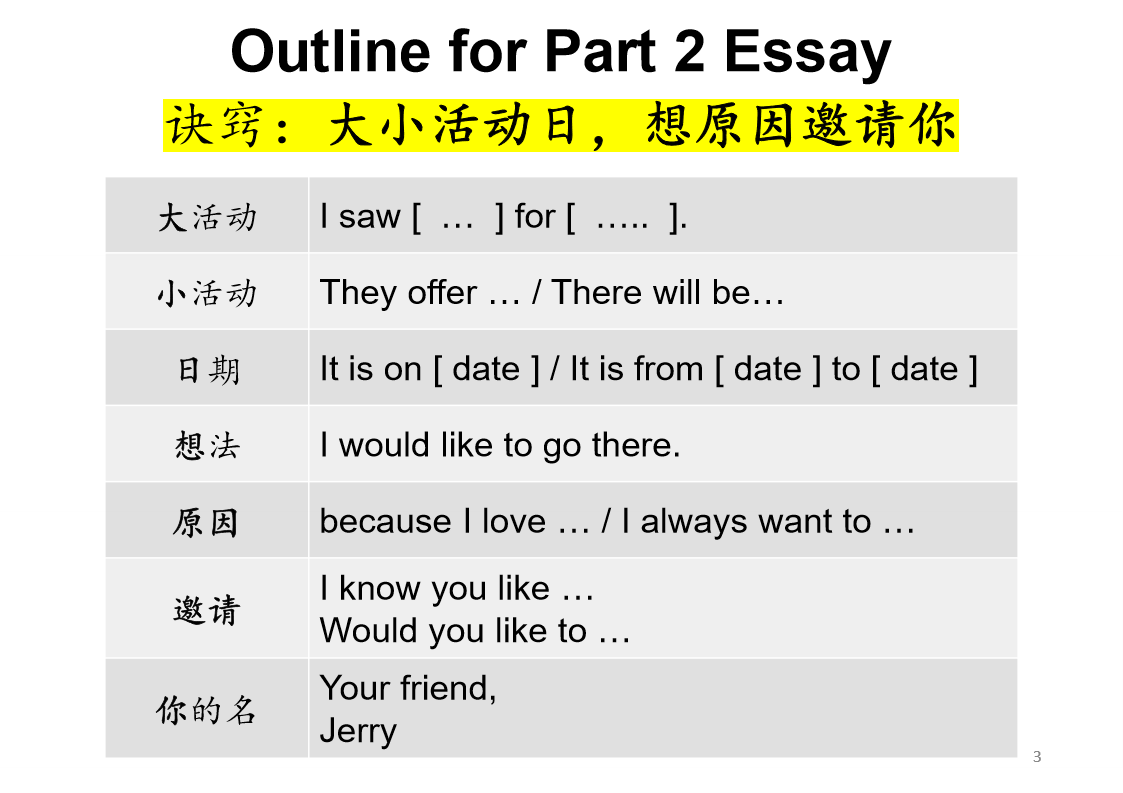 Outline for Part 2 Essay
诀窍：大小活动日，想原因邀请你
大活动
I saw [  …  ] for [  …..  ].
小活动
They offer … / There will be…
日期
It is on [ date ] / It is from [ date ] to [ date ]
想法
I would like to go there.
原因
because I love … / I always want to …
邀请
I know you like …
Would you like to …
你的名
Your friend,
Jerry
3